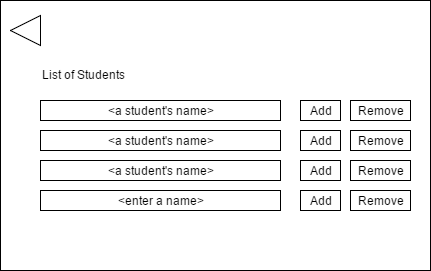 List of Students
<a student's name> Add Remove
<a student's name> Add Remove
<a student's name> Add Remove
<enter a name> Add Remove